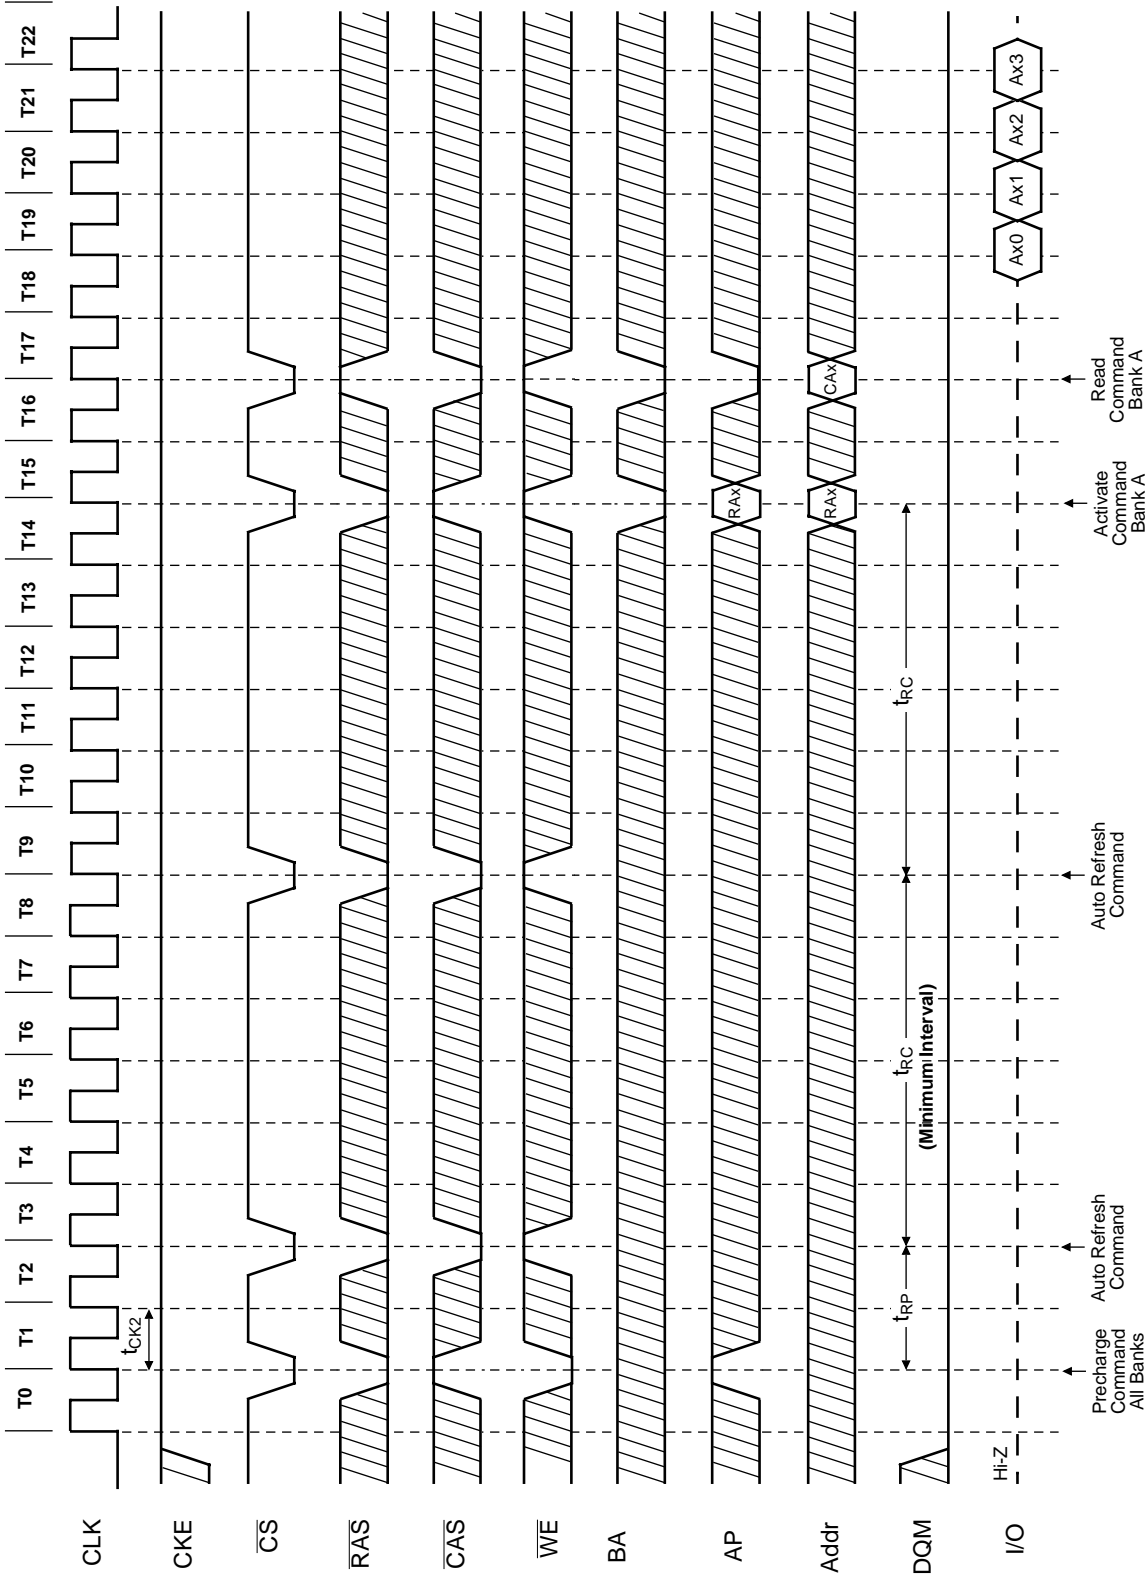 T0 T1 T2 T3 T4 T5 T6 T7 T8 T9 T10 T11 T12 T13 T14 T15 T16 T17 T18 T19 T20 T21 T22
CLK
tCK2
CKE
CS
RAS
CAS
WE
BA
AP
RAx
Addr
RAx CAx
DQM
tRP tRC tRC
(Minimum Interval)
I/O
Hi-Z
Ax0 Ax1 Ax2 Ax3
Precharge
Command
All Banks
Auto Refresh
Command
Auto Refresh
Command
Activate
Command
Bank A
Read
Command
Bank A